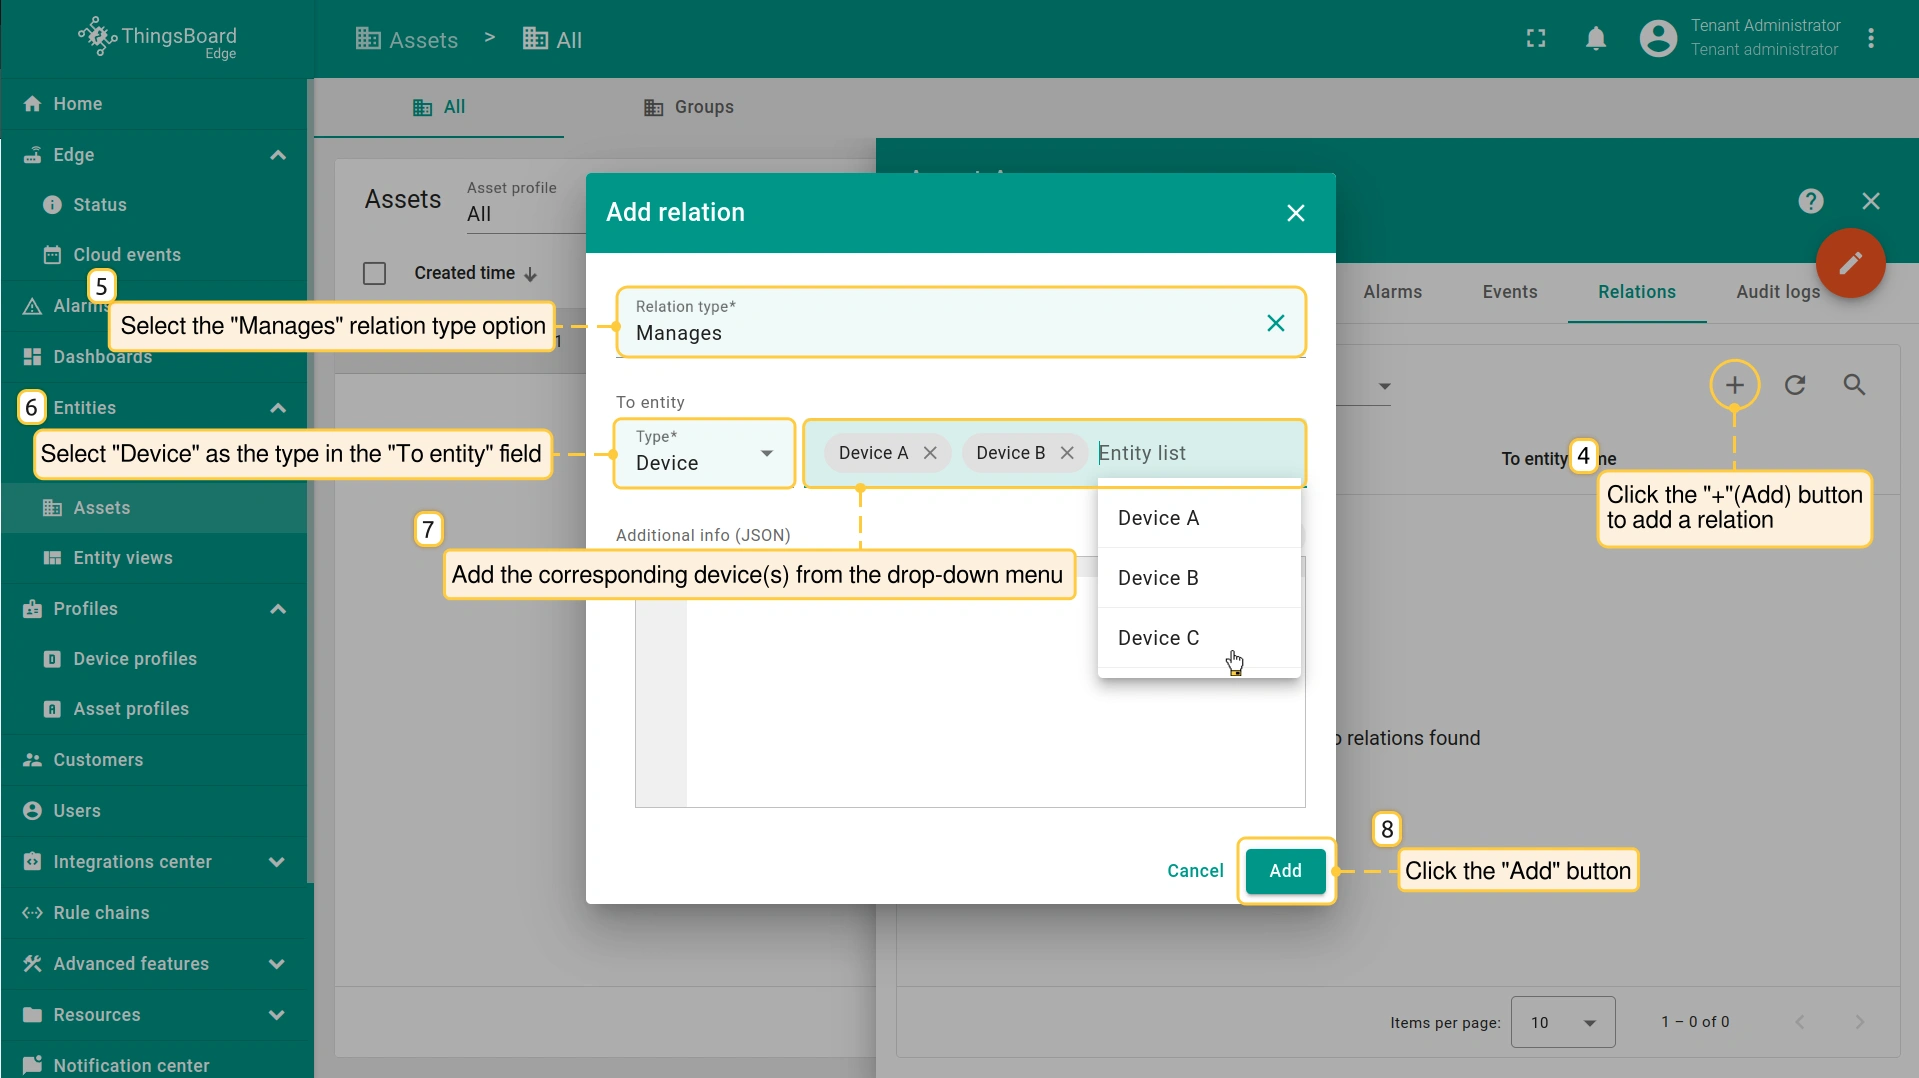 ThingsBoard
Edge
Assets > All
Tenant Administrator
Tenant administrator
Home
Edge
Status
Cloud events
Alarms
Dashboards
Entities
Assets
Entity views
Profiles
Device profiles
Asset profiles
Customers
Users
Integrations center
Rule chains
Advanced features
Resources
Notification center
All
Groups
Assets
Asset profile
All
Created time
Alarms
Events
Relations
Audit logs
To entity
relations found
Items per page:
10
1 – 0 of 0
Add relation
Relation type*
Manages
To entity
Type*
Device
Device A
Device B
Entity list
Device A
Device B
Device C
Additional info (JSON)
Cancel
Add
4
Click the "+"(Add) button
to add a relation
5
Select the "Manages" relation type option
6
Select "Device" as the type in the "To entity" field
7
Add the corresponding device(s) from the drop-down menu
8
Click the "Add" button